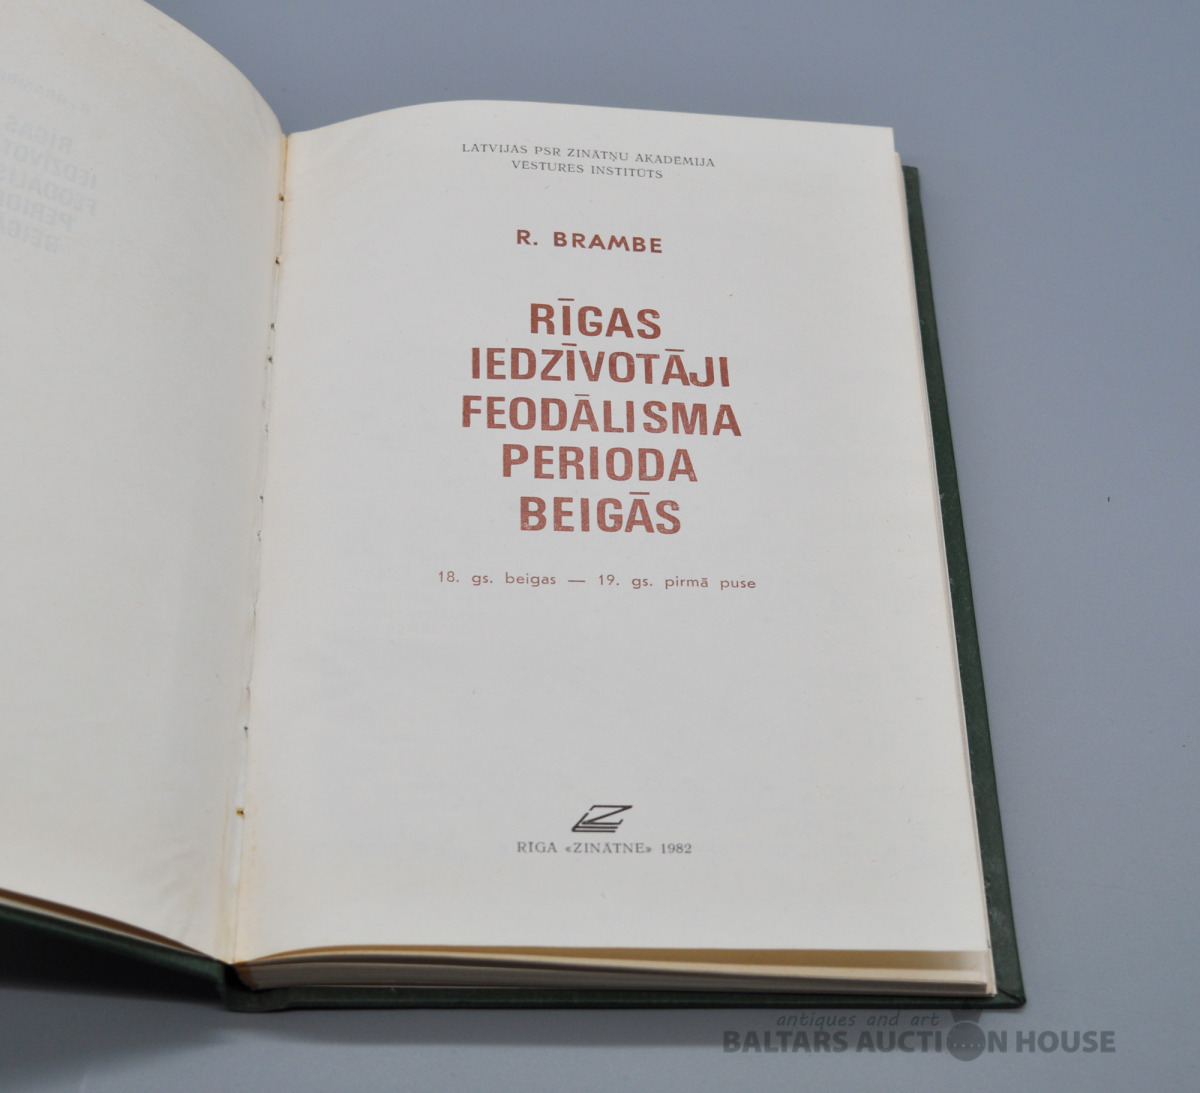 LATVIJAS PSR ZINĀTŅU AKADĒMIJA
VĒSTURES INSTITŪTS
R. BRAMBE
RĪGAS
IEDZĪVOTĀJI
FEODĀLISMA
PERIODA
BEIGĀS
18. gs. beigas — 19. gs. pirmā puse
RĪGA «ZINĀTNE» 1982
antiques and art
BALTARS AUCTION HOUSE